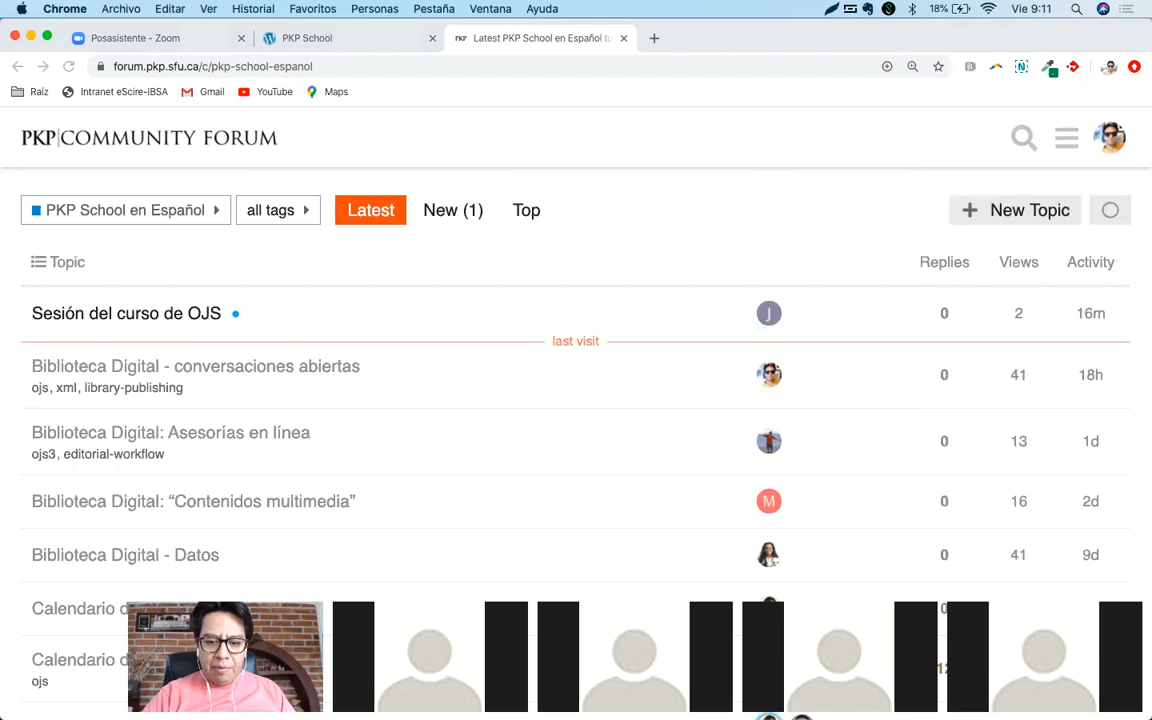 Chrome Archivo Editar Ver Historial Favoritos Personas Pestaña Ventana Ayuda 18% Vie 9:11
Posasistente - Zoom PKP School PKP Latest PKP School en Español to
forum.pkp.sfu.ca/c/pkp-school-espanol
Raíz Intranet eScire-IBSA Gmail YouTube Maps
PKP|COMMUNITY FORUM
PKP School en Español all tags Latest New (1) Top + New Topic
Topic Replies Views Activity
Sesión del curso de OJS J 0 2 16m
last visit
Biblioteca Digital - conversaciones abiertas 0 41 18h
ojs, xml, library-publishing
Biblioteca Digital: Asesorías en línea 0 13 1d
ojs3, editorial-workflow
Biblioteca Digital: “Contenidos multimedia” M 0 16 2d
Biblioteca Digital - Datos 0 41 9d
Calendario
Calendario
ojs